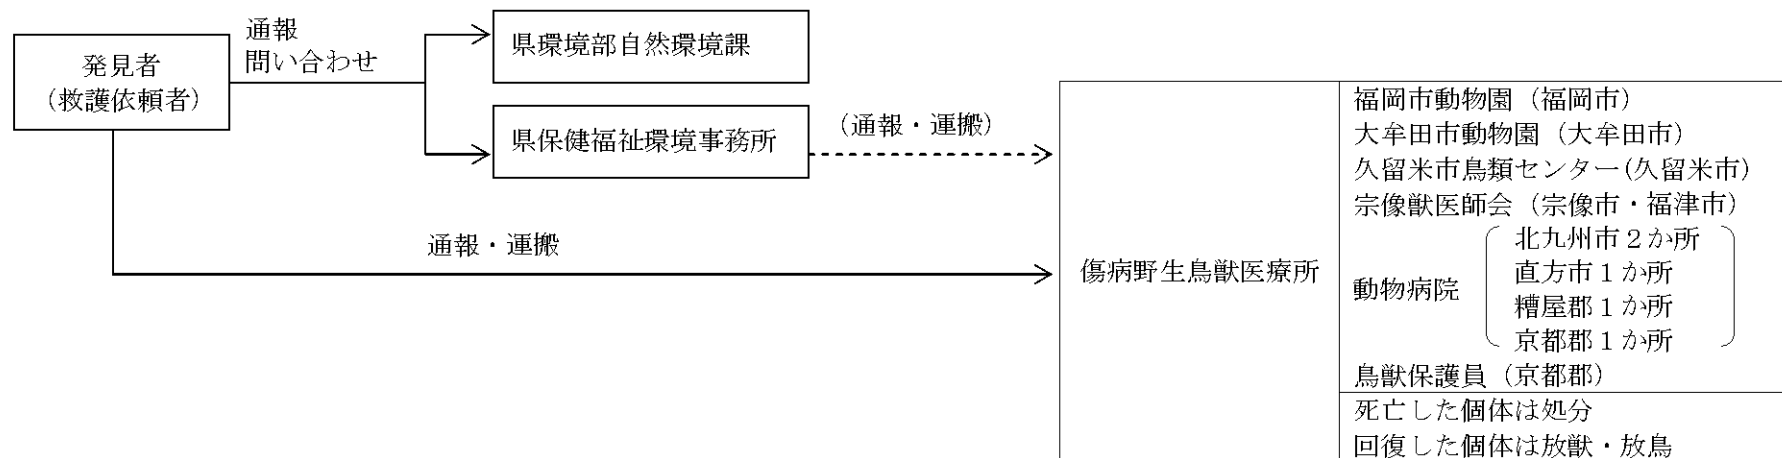 発見者
（救護依頼者）
通報
問い合わせ
県環境部自然環境課
県保健福祉環境事務所
（通報・運搬）
通報・運搬
傷病野生鳥獣医療所
福岡市動物園（福岡市）
大牟田市動物園（大牟田市）
久留米市鳥類センター(久留米市)
宗像獣医師会（宗像市・福津市）
動物病院
北九州市２か所
直方市１か所
糟屋郡１か所
京都郡１か所
鳥獣保護員（京都郡）
死亡した個体は処分
回復した個体は放獣・放鳥